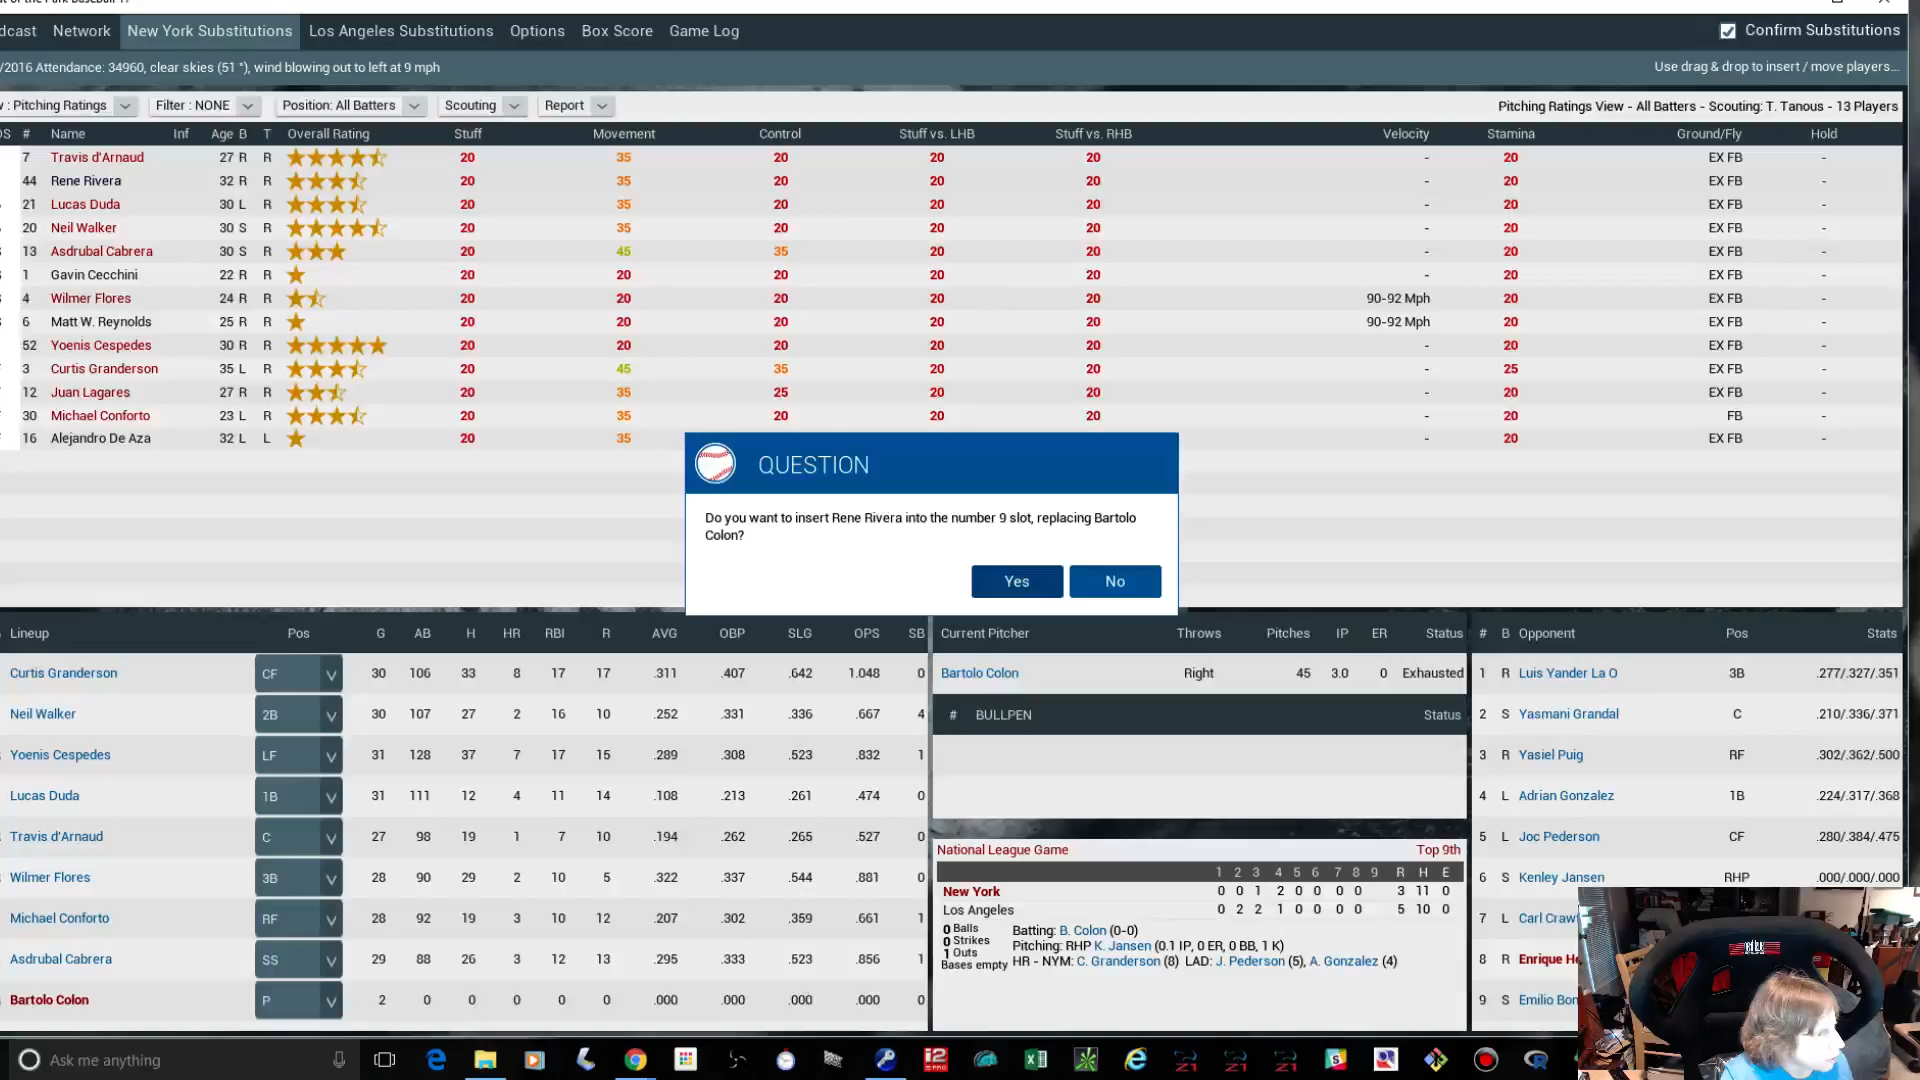 dcast Network New York Substitutions Los Angeles Substitutions Options Box Score Game Log Confirm Substitutions
/2016 Attendance: 34960, clear skies (51 °), wind blowing out to left at 9 mph Use drag & drop to insert / move players...
: Pitching Ratings Filter : NONE Position: All Batters Scouting Report Pitching Ratings View - All Batters - Scouting: T. Tanous - 13 Players
OS # Name Inf Age B T Overall Rating Stuff Movement Control Stuff vs. LHB Stuff vs. RHB Velocity Stamina Ground/Fly Hold
7 Travis d'Arnaud 27 R R 20 35 20 20 20 - 20 EX FB -
44 Rene Rivera 32 R R 20 35 20 20 20 - 20 EX FB -
21 Lucas Duda 30 L R 20 35 20 20 20 - 20 EX FB -
20 Neil Walker 30 S R 20 35 20 20 20 - 20 EX FB -
13 Asdrubal Cabrera 30 S R 20 45 35 20 20 - 20 EX FB -
1 Gavin Cecchini 22 R R 20 20 20 20 20 - 20 EX FB -
4 Wilmer Flores 24 R R 20 20 20 20 20 90-92 Mph 20 EX FB -
6 Matt W. Reynolds 25 R R 20 20 20 20 20 90-92 Mph 20 EX FB -
52 Yoenis Cespedes 30 R R 20 20 20 20 20 - 20 EX FB -
3 Curtis Granderson 35 L R 20 45 35 20 20 - 25 EX FB -
12 Juan Lagares 27 R R 20 35 25 20 20 - 20 EX FB -
30 Michael Conforto 23 L R 20 35 20 20 20 - 20 FB -
16 Alejandro De Aza 32 L L 20 35 - 20 EX FB -
QUESTION
Do you want to insert Rene Rivera into the number 9 slot, replacing Bartolo
Colon?
Yes No
Lineup Pos G AB H HR RBI R AVG OBP SLG OPS SB
Curtis Granderson CF 30 106 33 8 17 17 .311 .407 .642 1.048 0
Neil Walker 2B 30 107 27 2 16 10 .252 .331 .336 .667 4
Yoenis Cespedes LF 31 128 37 7 17 15 .289 .308 .523 .832 1
Lucas Duda 1B 31 111 12 4 11 14 .108 .213 .261 .474 0
Travis d'Arnaud C 27 98 19 1 7 10 .194 .262 .265 .527 0
Wilmer Flores 3B 28 90 29 2 10 5 .322 .337 .544 .881 0
Michael Conforto RF 28 92 19 3 10 12 .207 .302 .359 .661 1
Asdrubal Cabrera SS 29 88 26 3 12 13 .295 .333 .523 .856 1
Bartolo Colon P 2 0 0 0 0 0 .000 .000 .000 .000 0
Current Pitcher Throws Pitches IP ER Status
Bartolo Colon Right 45 3.0 0 Exhausted
# BULLPEN Status
National League Game Top 9th
1 2 3 4 5 6 7 8 9 R H E
New York 0 0 1 2 0 0 0 0 3 11 0
Los Angeles 0 2 2 1 0 0 0 0 5 10 0
0 Balls Batting: B. Colon (0-0)
0 Strikes Pitching: RHP K. Jansen (0.1 IP, 0 ER, 0 BB, 1 K)
1 Outs HR - NYM: C. Granderson (8) LAD: J. Pederson (5), A. Gonzalez (4)
Bases empty
# B Opponent Pos Stats
1 R Luis Yander La O 3B .277/.327/.351
2 S Yasmani Grandal C .210/.336/.371
3 R Yasiel Puig RF .302/.362/.500
4 L Adrian Gonzalez 1B .224/.317/.368
5 L Joc Pederson CF .280/.384/.475
6 S Kenley Jansen RHP .000/.000/.000
7 L Carl Craw
8 R Enrique He
9 S Emilio Bon
Ask me anything